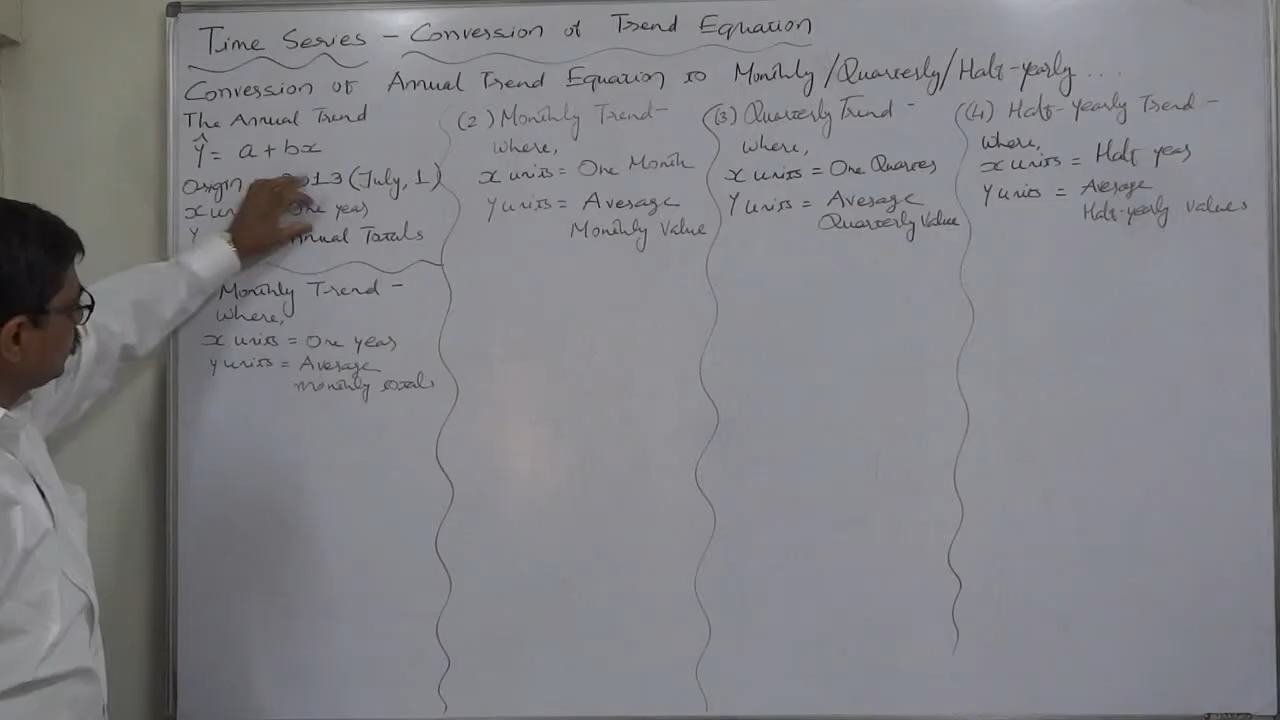 Time Series - Conversion of Trend Equation
Conversion of Annual Trend Equation to Monthly/Quarterly/Half-yearly ....
The Annual Trend
Ŷ = a + bx
Origin 2013 (July, 1)
x un One year
Y Annual Totals
Monthly Trend -
Where,
x units = One year
Y units = Average
monthly totals
(2) Monthly Trend-
Where,
x units = One Month
Y units = Average
Monthly Value
(3) Quarterly Trend -
Where,
x units = One Quarter
Y units = Average
Quarterly Value
(4) Half-yearly Trend -
Where,
x units = Half year
Y units = Average
Half-yearly values